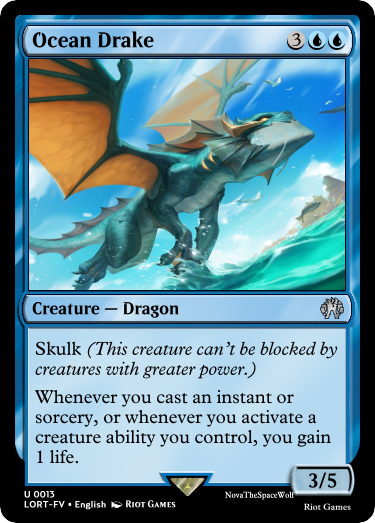 Ocean Drake 3
Creature — Dragon
Skulk (This creature can't be blocked by
creatures with greater power.)
Whenever you cast an instant or
sorcery, or whenever you activate a
creature ability you control, you gain
1 life.
3/5
U 0013
NovaTheSpaceWolf
LORT-FV • English Riot Games
Riot Games